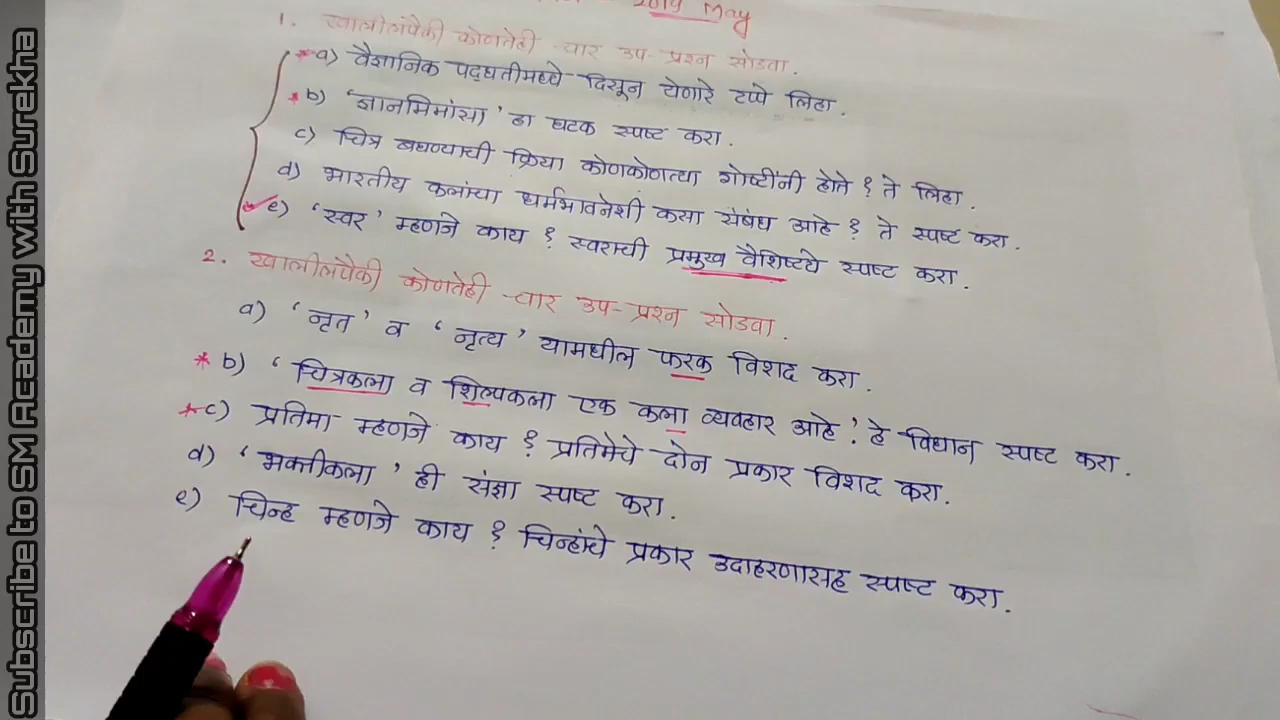 2019 May
1. खालीलपैकी कोणतेही चार उप-प्रश्न सोडवा.
* a) वैज्ञानिक पद्धतीमध्ये दिसून येणारे टप्पे लिहा.
* b) 'ज्ञानमिमांसा' हा घटक स्पष्ट करा.
c) चित्र बघण्याची क्रिया कोणकोणत्या गोष्टींनी होते? ते लिहा.
d) भारतीय कलांचा धर्मभावनेशी कसा संबंध आहे? ते स्पष्ट करा.
e) 'स्वर' म्हणजे काय? स्वराची प्रमुख वैशिष्ट्ये स्पष्ट करा.
2. खालीलपैकी कोणतेही चार उप-प्रश्न सोडवा.
a) 'नृत' व 'नृत्य' यामधील फरक विशद करा.
* b) 'चित्रकला व शिल्पकला एक कला व्यवहार आहे.' हे विधान स्पष्ट करा.
* c) प्रतिमा म्हणजे काय? प्रतिमेचे दोन प्रकार विशद करा.
d) 'भक्तीकला' ही संज्ञा स्पष्ट करा.
e) चिन्ह म्हणजे काय? चिन्हांचे प्रकार उदाहरणासह स्पष्ट करा.
Subscribe to SM Academy with Surekha